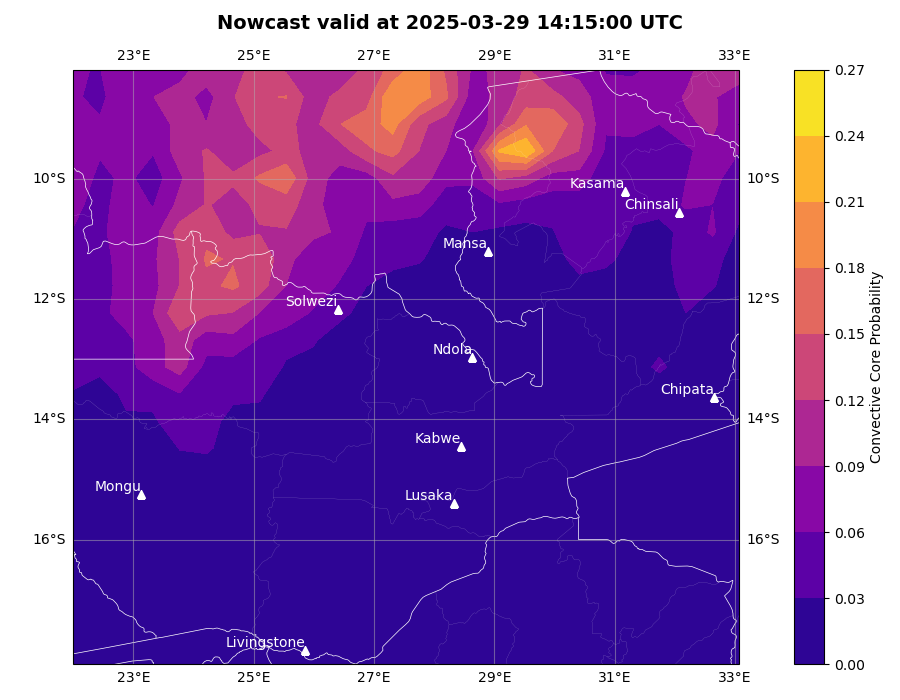 Nowcast valid at 2025-03-29 14:15:00 UTC
23°E 25°E 27°E 29°E 31°E 33°E
0.27
0.24
0.21
0.18
0.15
0.12
0.09
0.06
0.03
0.00
Convective Core Probability
10°S 10°S
12°S 12°S
14°S 14°S
16°S 16°S
Kasama
Chinsali
Mansa
Solwezi
Ndola
Chipata
Kabwe
Mongu
Lusaka
Livingstone
23°E 25°E 27°E 29°E 31°E 33°E